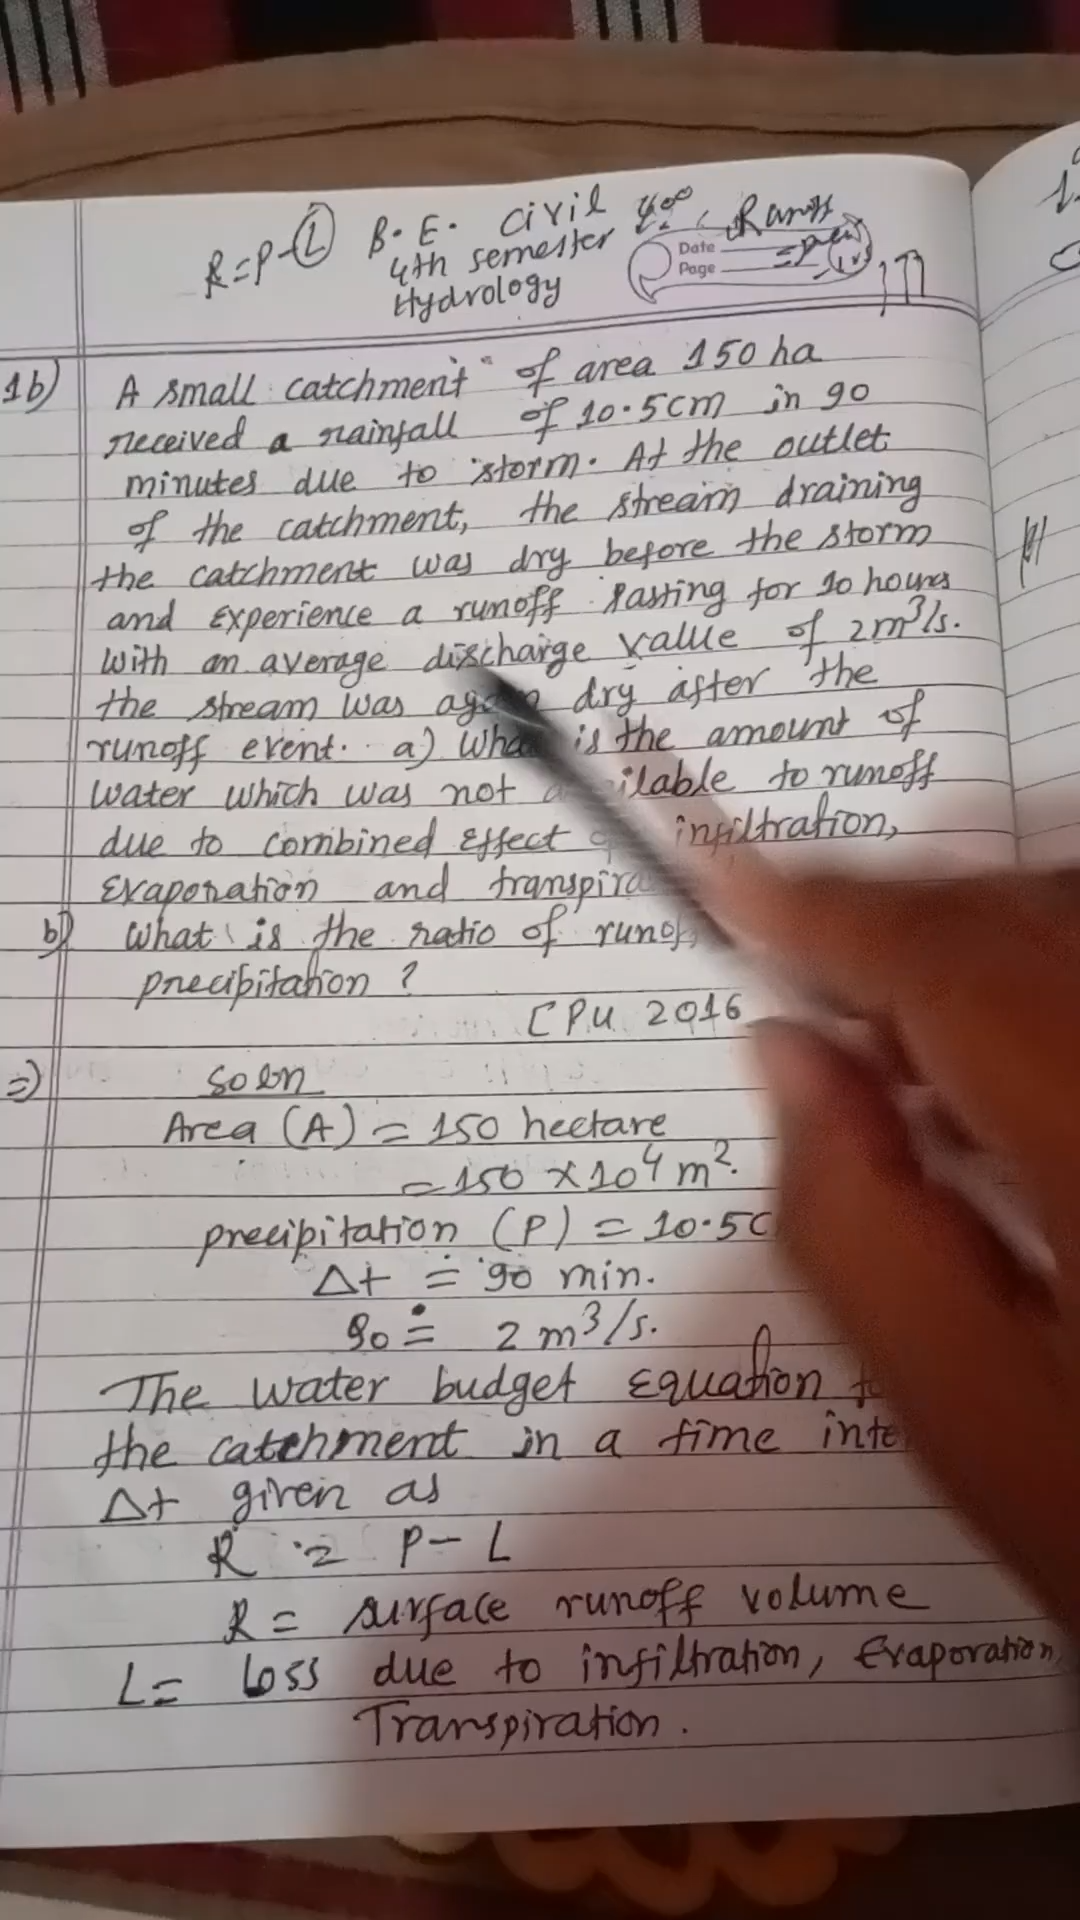 R=P-L B.E. Civil Runoff
4th semester
Hydrology
Date
Page
1b) A small catchment of area 150 ha
received a rainfall of 10.5cm in 90
minutes due to storm. At the outlet
of the catchment, the stream draining
the catchment was dry before the storm
and experience a runoff lasting for 10 hours
with an average discharge value of 2m³/s.
the stream was again dry after the
runoff event. a) What is the amount of
water which was not available to runoff
due to combined effect infiltration,
Evaporation and
b) what is the ratio of
precipitation ?
[PU 2016
=) Soln
Area (A) = 150 hectare
= 150 × 10⁴ m².
precipitation (P) = 10.5
Δt = 90 min.
= 2 m³/s.
The water budget Equation
the catchment in a time
Δt given as
R = P - L
R = surface runoff volume
L = Loss due to infiltration, Evaporation,
Transpiration.